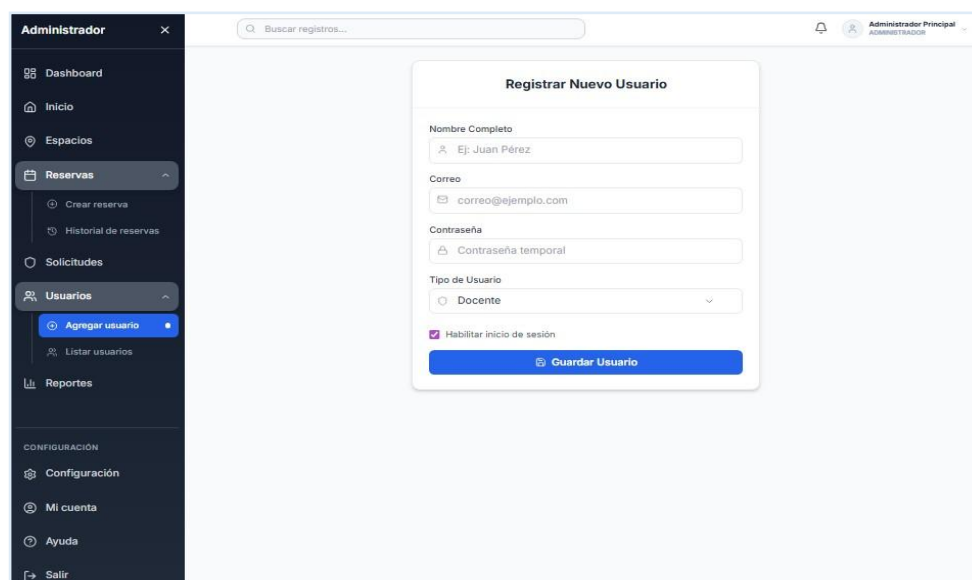 Administrador
Buscar registros...
Administrador Principal
ADMINISTRADOR
Dashboard
Inicio
Espacios
Reservas
Crear reserva
Historial de reservas
Solicitudes
Usuarios
Agregar usuario
Listar usuarios
Reportes
CONFIGURACIÓN
Configuración
Mi cuenta
Ayuda
Salir
Registrar Nuevo Usuario
Nombre Completo
Ej: Juan Pérez
Correo
correo@ejemplo.com
Contraseña
Contraseña temporal
Tipo de Usuario
Docente
Habilitar inicio de sesión
Guardar Usuario